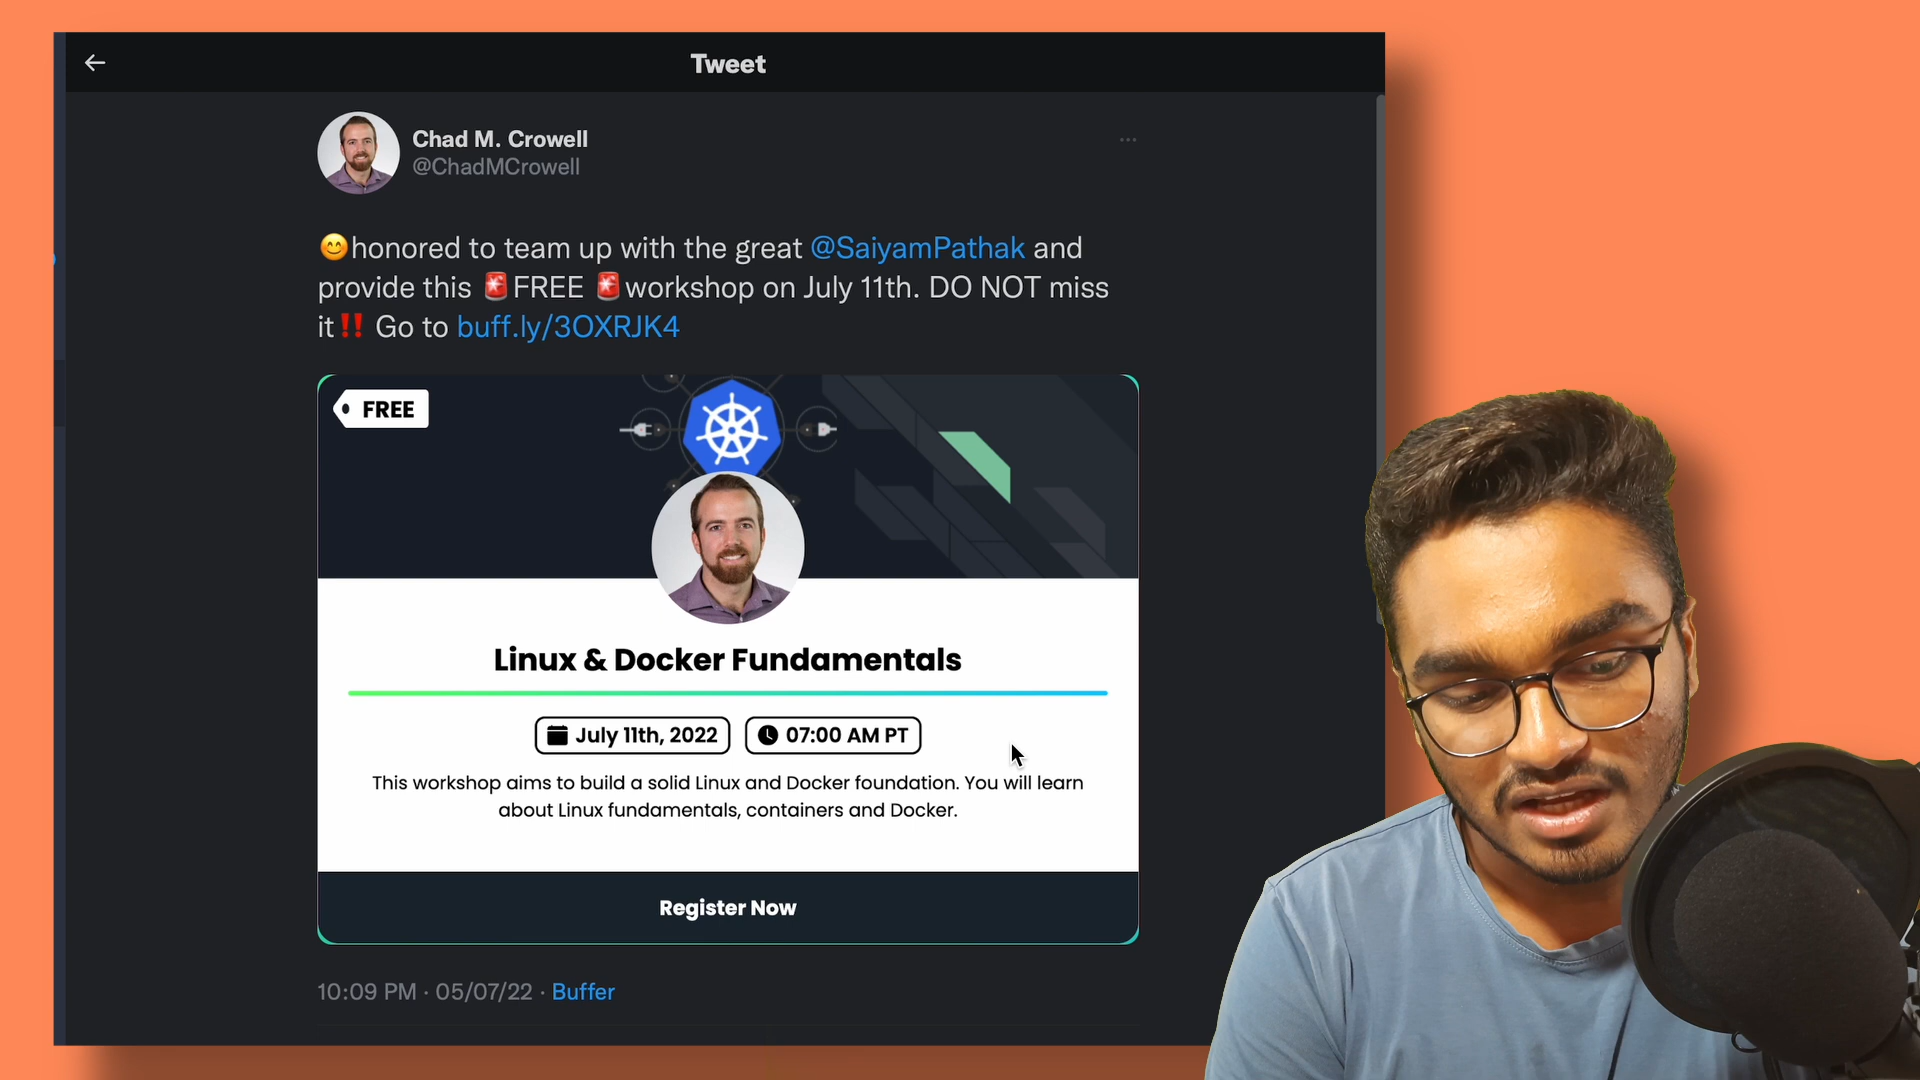 Tweet
Chad M. Crowell
@ChadMCrowell
😊honored to team up with the great @SaiyamPathak and
provide this 🚨FREE 🚨workshop on July 11th. DO NOT miss
it‼️ Go to buff.ly/3OXRJK4
FREE
Linux & Docker Fundamentals
July 11th, 2022
07:00 AM PT
This workshop aims to build a solid Linux and Docker foundation. You will learn
about Linux fundamentals, containers and Docker.
Register Now
10:09 PM · 05/07/22 · Buffer